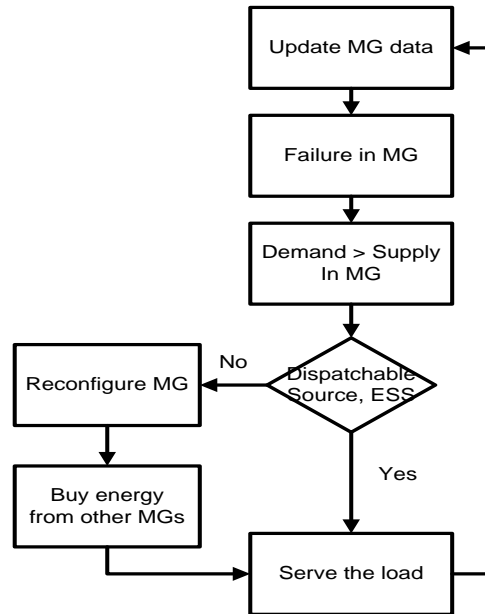 Update MG data
Failure in MG
Demand > Supply
In MG
Dispatchable
Source, ESS
No
Reconfigure MG
Yes
Buy energy
from other MGs
Serve the load